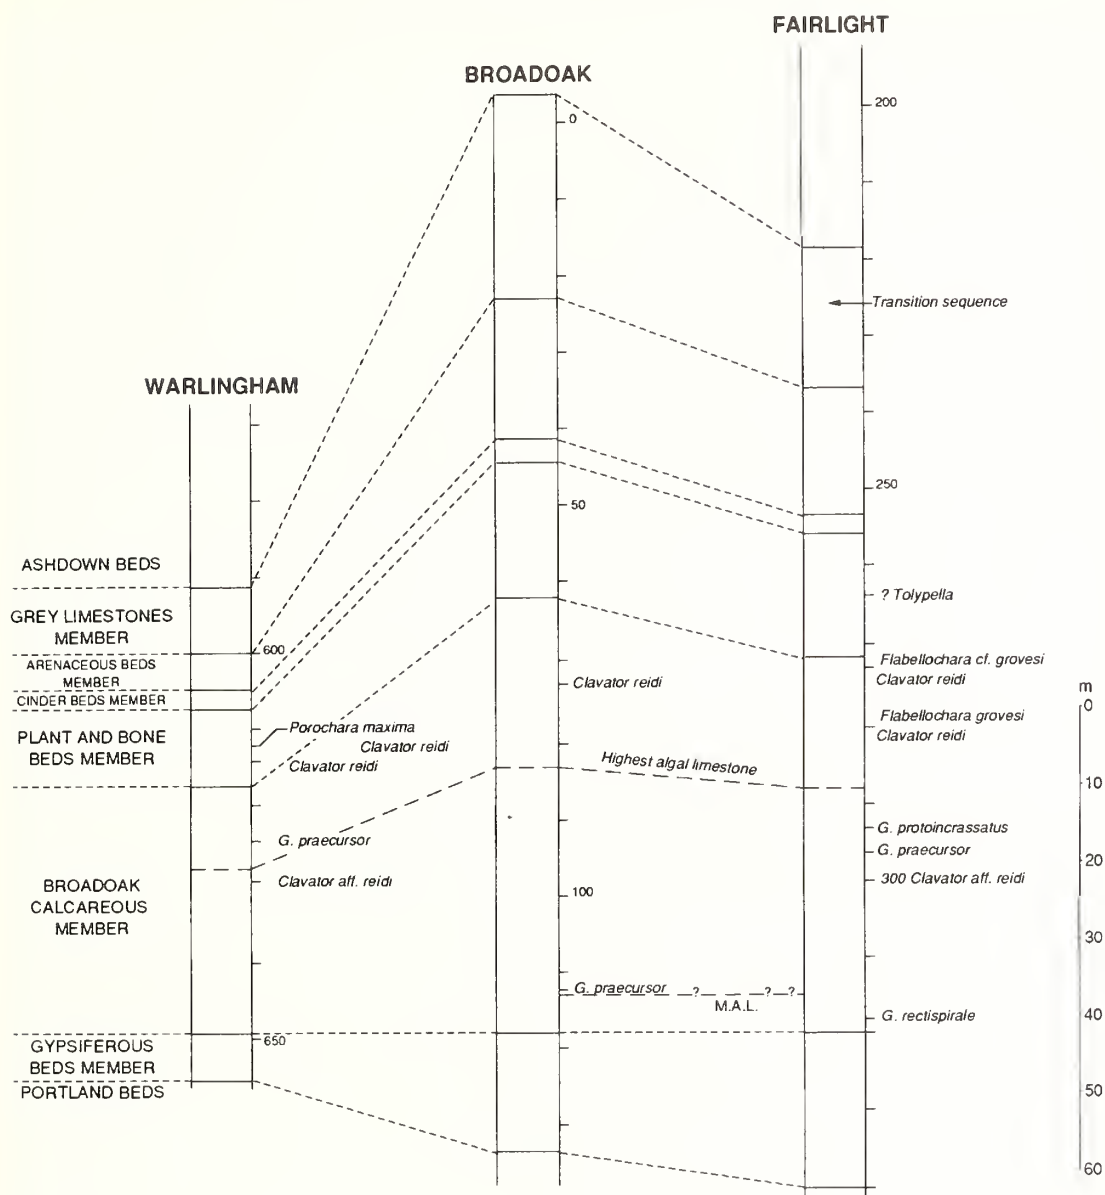 FAIRLIGHT
BROADOAK
200
0
Transition sequence
WARLINGHAM
250
50
ASHDOWN BEDS
? Tolypella
GREY LIMESTONES
MEMBER
600
ARENACEOUS BEDS
MEMBER
Flabellochara cf. grovesi
Clavator reidi
Clavator reidi
CINDER BEDS MEMBER
m
0
Flabellochara grovesi
Clavator reidi
PLANT AND BONE
BEDS MEMBER
Porochara maxima
Clavator reidi
Clavator reidi
Highest algal limestone
10
G. protoincrassatus
G. praecursor
G. praecursor
20
BROADOAK
CALCAREOUS
MEMBER
Clavator aff. reidi
300 Clavator aff. reidi
100
30
G. praecursor ? ? ?
M.A.L.
40
G. rectispirale
650
GYPSIFEROUS
BEDS MEMBER
PORTLAND BEDS
50
60